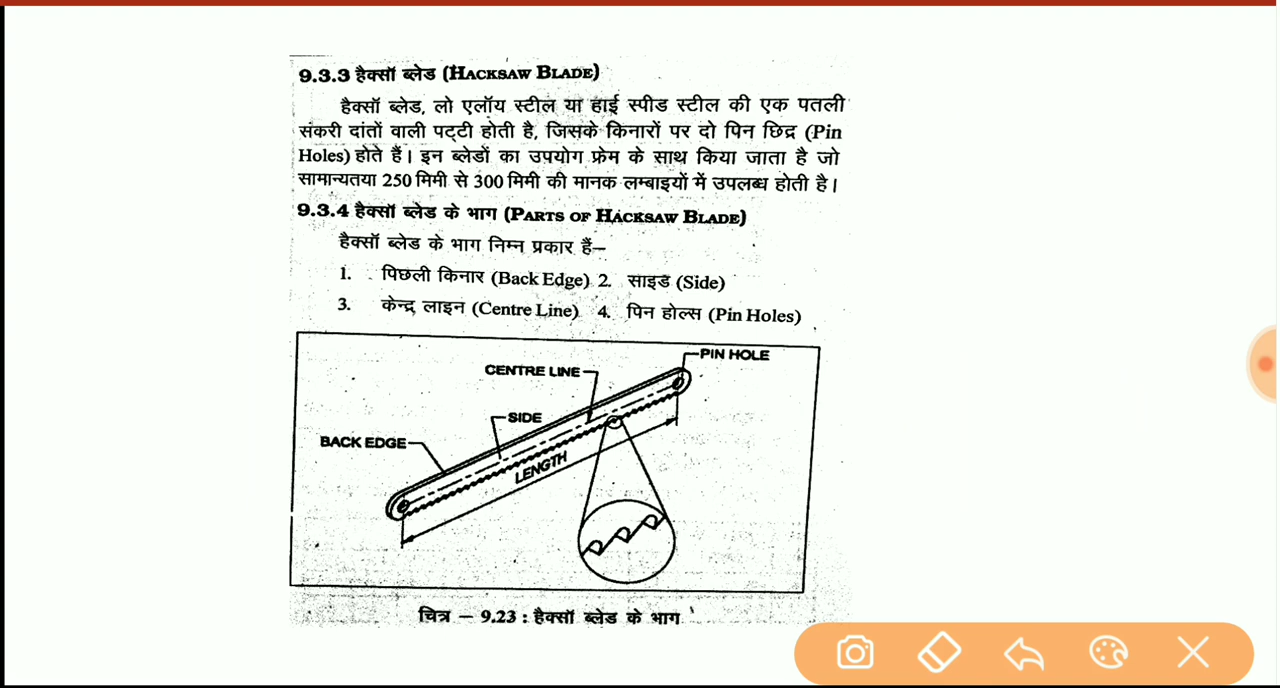 9.3.3 हैक्सॉ ब्लेड (HACKSAW BLADE)
हैक्सॉ ब्लेड, लो एलॉय स्टील या हाई स्पीड स्टील की एक पतली
संकरी दांतों वाली पट्टी होती है, जिसके किनारों पर दो पिन छिद्र (Pin
Holes) होते हैं। इन ब्लेडों का उपयोग फ्रेम के साथ किया जाता है जो
सामान्यतया 250 मिमी से 300 मिमी की मानक लम्बाइयों में उपलब्ध होती है।
9.3.4 हैक्सॉ ब्लेड के भाग (PARTS OF HACKSAW BLADE)
हैक्सॉ ब्लेड के भाग निम्न प्रकार हैं–
1. पिछली किनार (Back Edge) 2. साइड (Side)
3. केन्द्र लाइन (Centre Line) 4. पिन होल्स (Pin Holes)
PIN HOLE
CENTRE LINE
SIDE
BACK EDGE
LENGTH
चित्र – 9.23 : हैक्सॉ ब्लेड के भाग